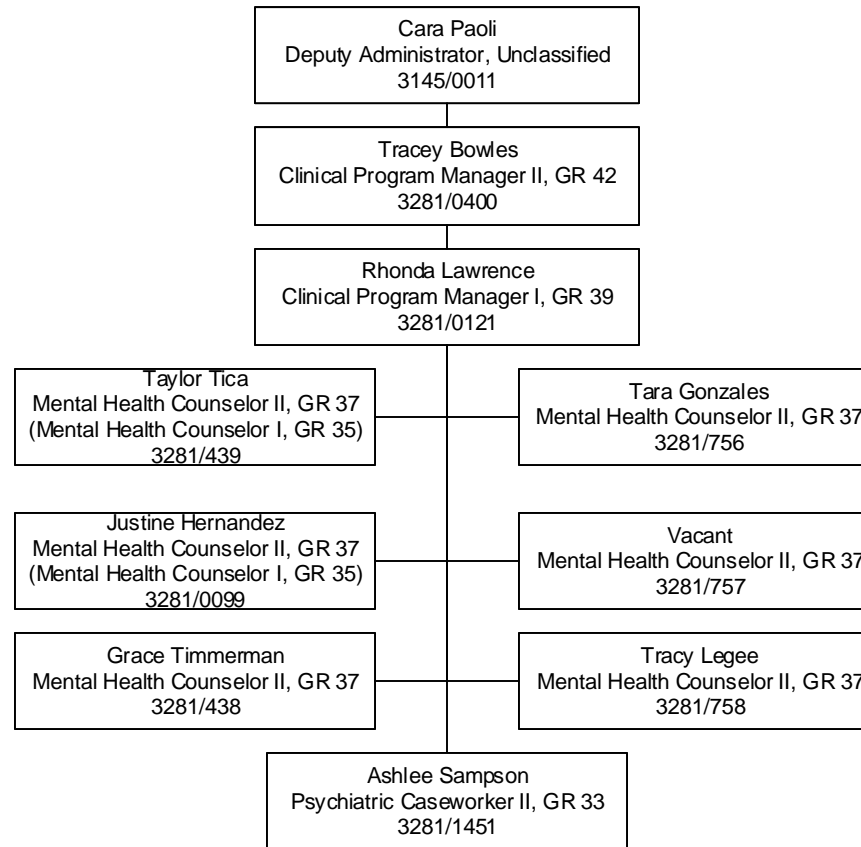 Cara Paoli
Deputy Administrator, Unclassified
3145/0011
Tracey Bowles
Clinical Program Manager II, GR 42
3281/0400
Rhonda Lawrence
Clinical Program Manager I, GR 39
3281/0121
Taylor Tica
Mental Health Counselor II, GR 37
(Mental Health Counselor I, GR 35)
3281/439
Tara Gonzales
Mental Health Counselor II, GR 37
3281/756
Justine Hernandez
Mental Health Counselor II, GR 37
(Mental Health Counselor I, GR 35)
3281/0099
Vacant
Mental Health Counselor II, GR 37
3281/757
Grace Timmerman
Mental Health Counselor II, GR 37
3281/438
Tracy Legee
Mental Health Counselor II, GR 37
3281/758
Ashlee Sampson
Psychiatric Caseworker II, GR 33
3281/1451